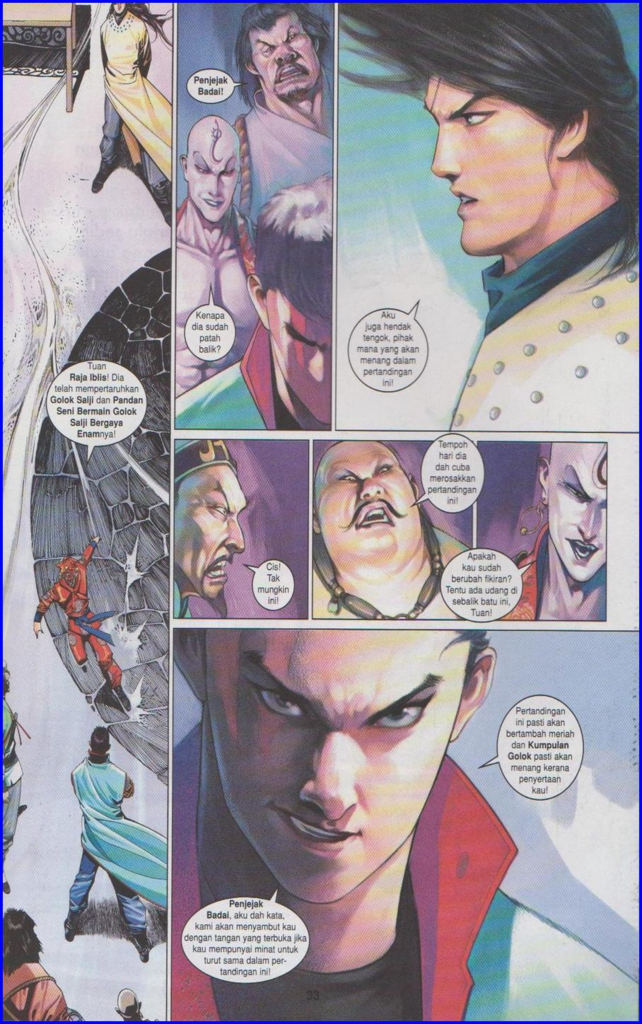 Penjejak
Badai!
Kenapa
dia sudah
patah
balik?
Aku
juga hendak
tengok, pihak
mana yang akan
menang dalam
pertandingan
ini!
Tuan
Raja Iblis! Dia
telah mempertaruhkan
Golok Salji dan Pandan
Seni Bermain Golok
Salji Bergaya
Enamnya!
Cis!
Tak
mungkin
ini!
Tempoh
hari dia
dah cuba
merosakkan
pertandingan
ini!
Apakah
kau sudah
berubah fikiran?
Tentu ada udang di
sebalik batu ini,
Tuan!
Pertandingan
ini pasti akan
bertambah meriah
dan Kumpulan
Golok pasti akan
menang kerana
penyertaan
kau!
Penjejak
Badai, aku dah kata,
kami akan menyambut kau
dengan tangan yang terbuka jika
kau mempunyai minat untuk
turut sama dalam per-
tandingan ini!
33